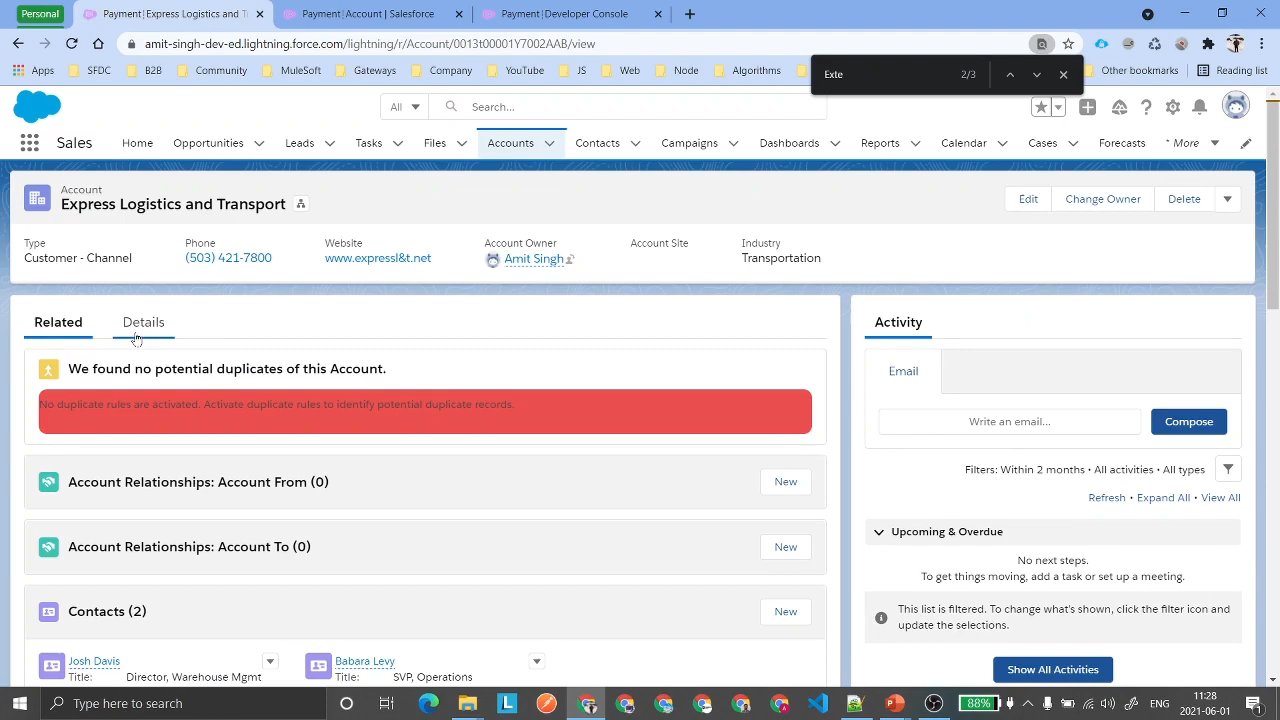 Personal
Payment | Account and T
Payment | Account | Salesforce
Payment | Developer Console
amit-singh-dev-ed.lightning.force.com/lightning/r/Account/0013t00001Y7002AAB/view
Apps
SFDC
B2B
Community
MuleSoft
Gateways
Company
YouTube
JS
Web
Node
Algorithms
Other bookmarks
Reading list
Exte
2/3
All
Search...
Sales
Home
Opportunities
Leads
Tasks
Files
Accounts
Contacts
Campaigns
Dashboards
Reports
Calendar
Cases
Forecasts
* More
Account
Express Logistics and Transport
Edit
Change Owner
Delete
Type
Phone
Website
Account Owner
Account Site
Industry
Customer - Channel
(503) 421-7800
www.expressl&t.net
Amit Singh
Transportation
Related
Details
We found no potential duplicates of this Account.
No duplicate rules are activated. Activate duplicate rules to identify potential duplicate records.
Account Relationships: Account From (0)
New
Account Relationships: Account To (0)
New
Contacts (2)
New
Josh Davis
Title: Director, Warehouse Mgmt
Babara Levy
Title: SVP, Operations
Activity
Email
Write an email...
Compose
Filters: Within 2 months • All activities • All types
Refresh • Expand All • View All
Upcoming & Overdue
No next steps.
To get things moving, add a task or set up a meeting.
This list is filtered. To change what's shown, click the filter icon and
update the selections.
Show All Activities
Type here to search
88%
ENG
11:28
2021-06-01